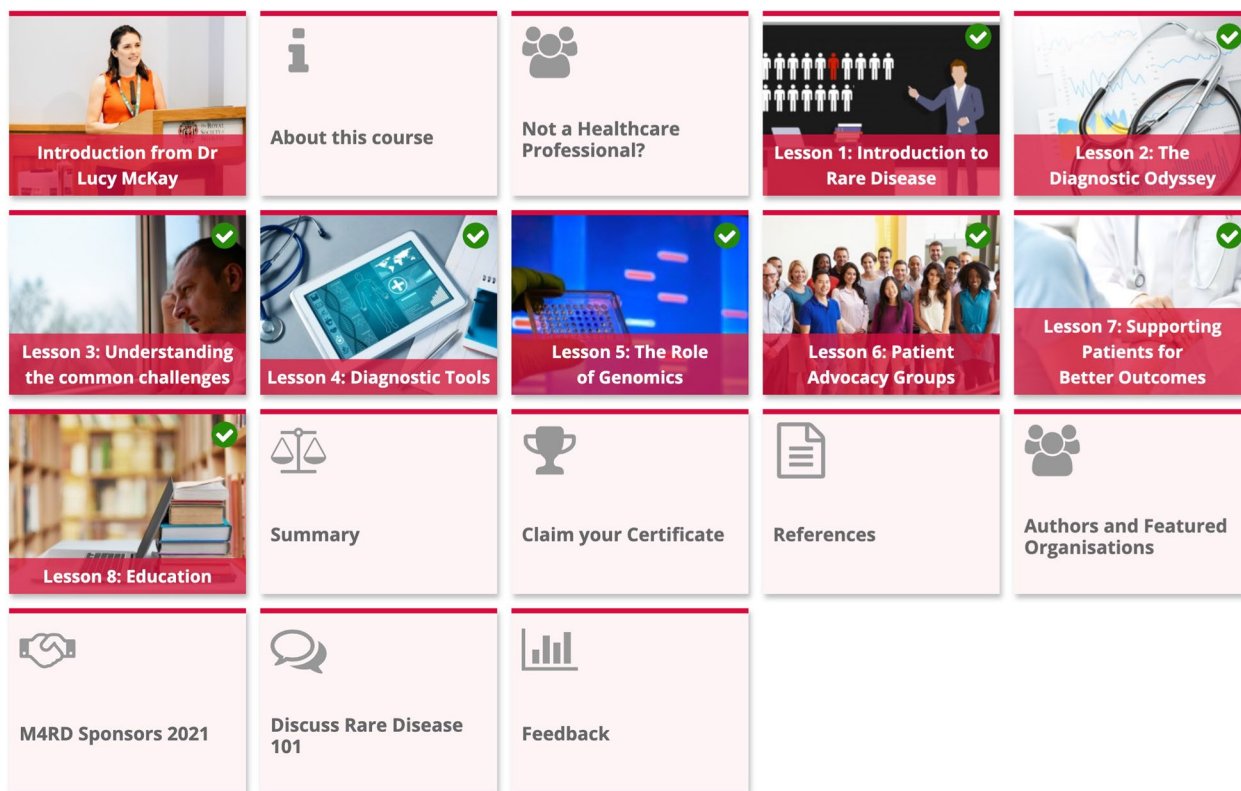 THE ROYAL
SOCIETY
Introduction from Dr
Lucy McKay
About this course
Not a Healthcare
Professional?
Lesson 1: Introduction to
Rare Disease
Lesson 2: The
Diagnostic Odyssey
Lesson 3: Understanding
the common challenges
Lesson 4: Diagnostic Tools
Lesson 5: The Role
of Genomics
Lesson 6: Patient
Advocacy Groups
Lesson 7: Supporting
Patients for
Better Outcomes
Lesson 8: Education
Summary
Claim your Certificate
References
Authors and Featured
Organisations
M4RD Sponsors 2021
Discuss Rare Disease
101
Feedback